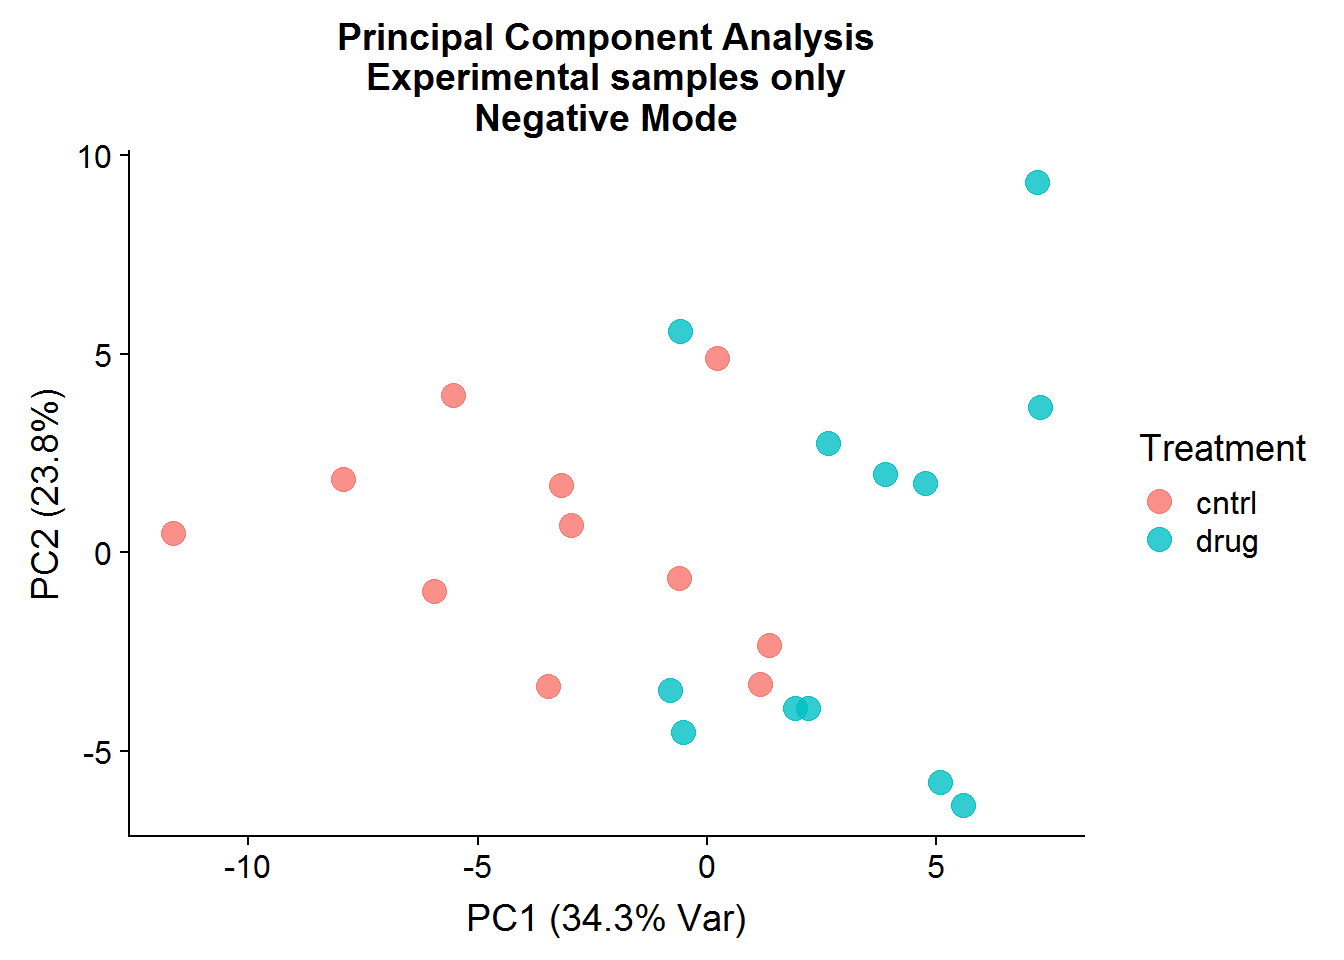 Principal Component Analysis
Experimental samples only
Negative Mode
10
5
0
-5
PC2 (23.8%)
-10
-5
0
5
PC1 (34.3% Var)
Treatment
cntrl
drug